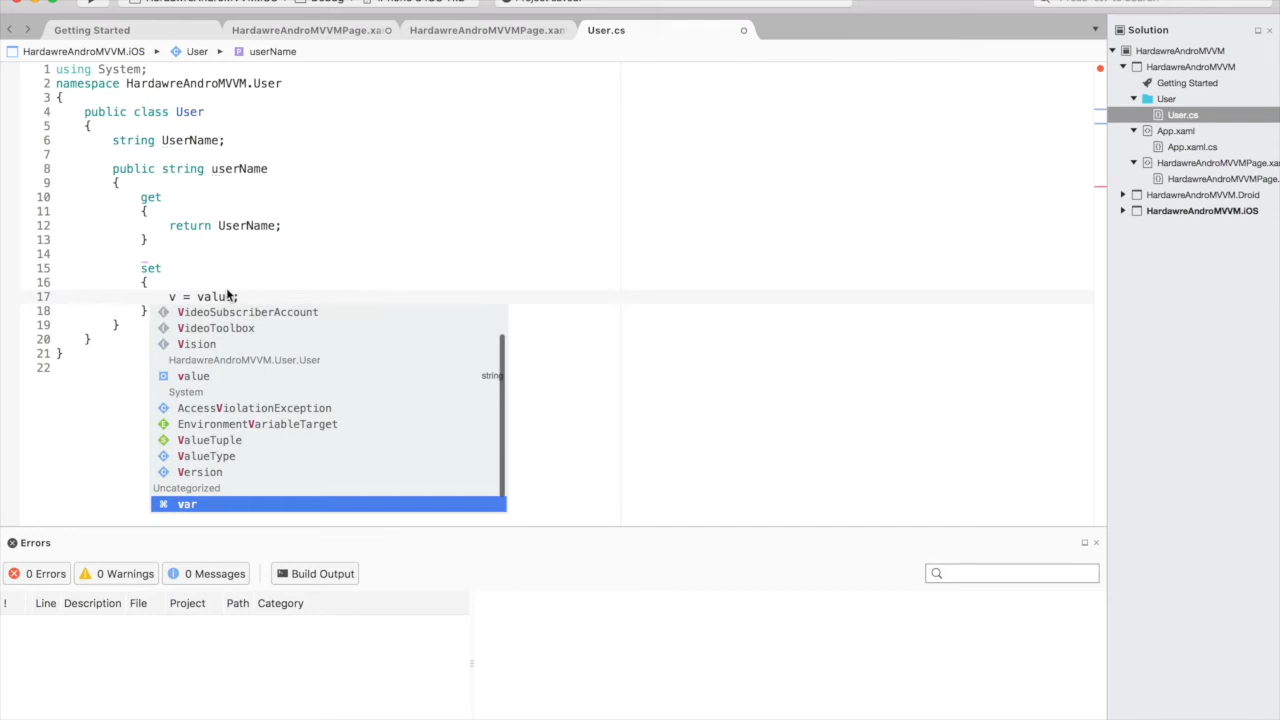 Getting Started
HardawreAndroMVVMPage.xa
HardawreAndroMVVMPage.xam
User.cs
HardawreAndroMVVM.iOS
User
userName
1 using System;
2 namespace HardawreAndroMVVM.User
3 {
4 public class User
5 {
6 string UserName;
7
8 public string userName
9 {
10 get
11 {
12 return UserName;
13 }
14
15 set
16 {
17 v = value;
18 }
19 }
20 }
21 }
22
VideoSubscriberAccount
VideoToolbox
Vision
HardawreAndroMVVM.User.User
value string
System
AccessViolationException
EnvironmentVariableTarget
ValueTuple
ValueType
Version
Uncategorized
var
Errors
0 Errors
0 Warnings
0 Messages
Build Output
! Line Description File Project Path Category
Solution
HardawreAndroMVVM
HardawreAndroMVVM
Getting Started
User
User.cs
App.xaml
App.xaml.cs
HardawreAndroMVVMPage.xa
HardawreAndroMVVMPage.
HardawreAndroMVVM.Droid
HardawreAndroMVVM.iOS